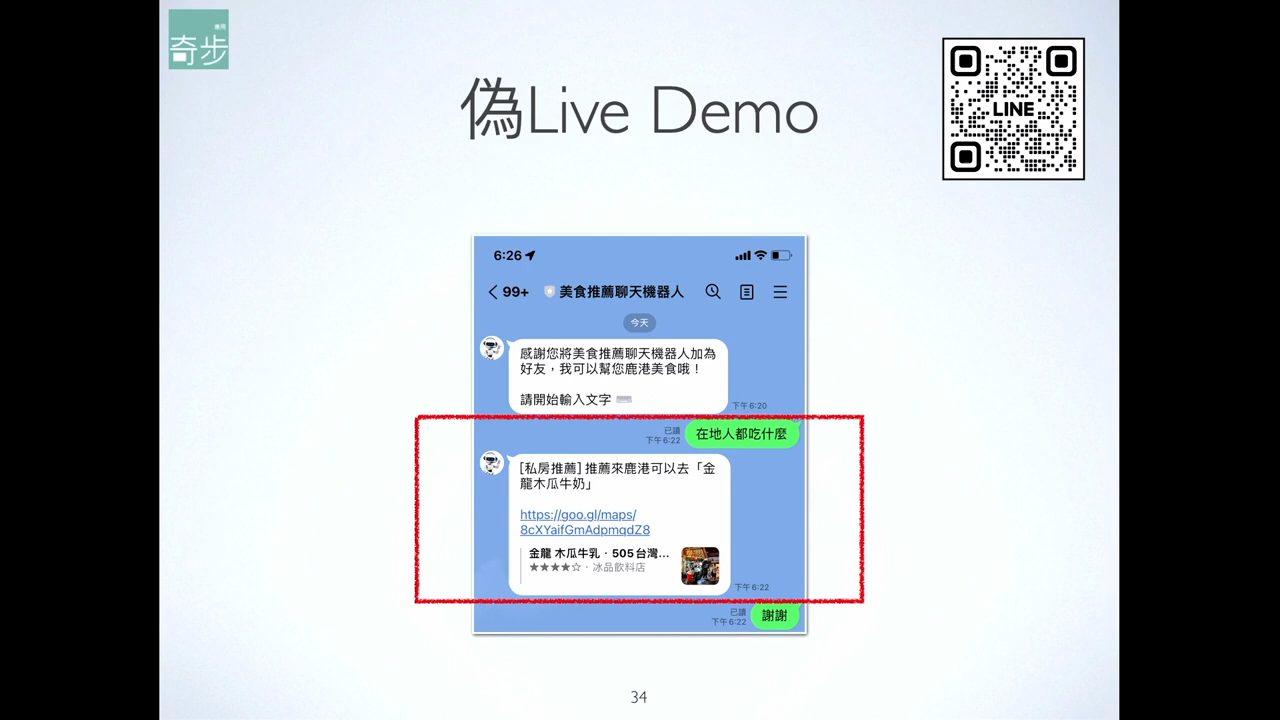 應用
奇步
偽Live Demo
LINE
6:26
99+
美食推薦聊天機器人
今天
感謝您將美食推薦聊天機器人加為
好友，我可以幫您鹿港美食哦！
請開始輸入文字
下午6:20
已讀
下午6:22
在地人都吃什麼
[私房推薦] 推薦來鹿港可以去「金
龍木瓜牛奶」
https://goo.gl/maps/
8cXYaifGmAdpmqdZ8
金龍 木瓜牛乳 · 505台灣...
★★★★☆ · 冰品飲料店
下午6:22
已讀
下午6:22
謝謝
34